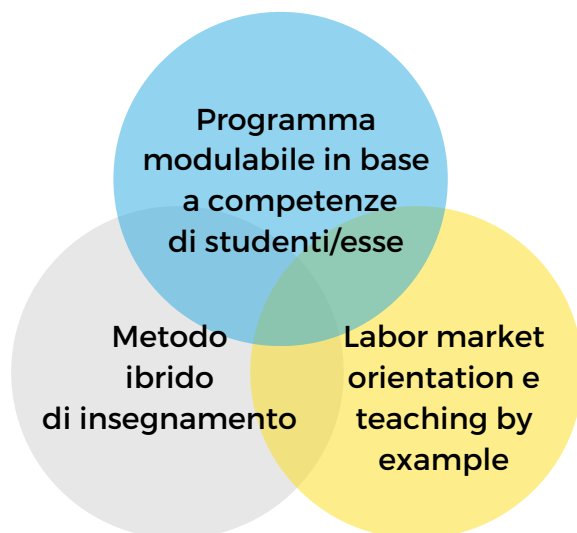 Programma
modulabile in base
a competenze
di studenti/esse
Metodo
ibrido
di insegnamento
Labor market
orientation e
teaching by
example